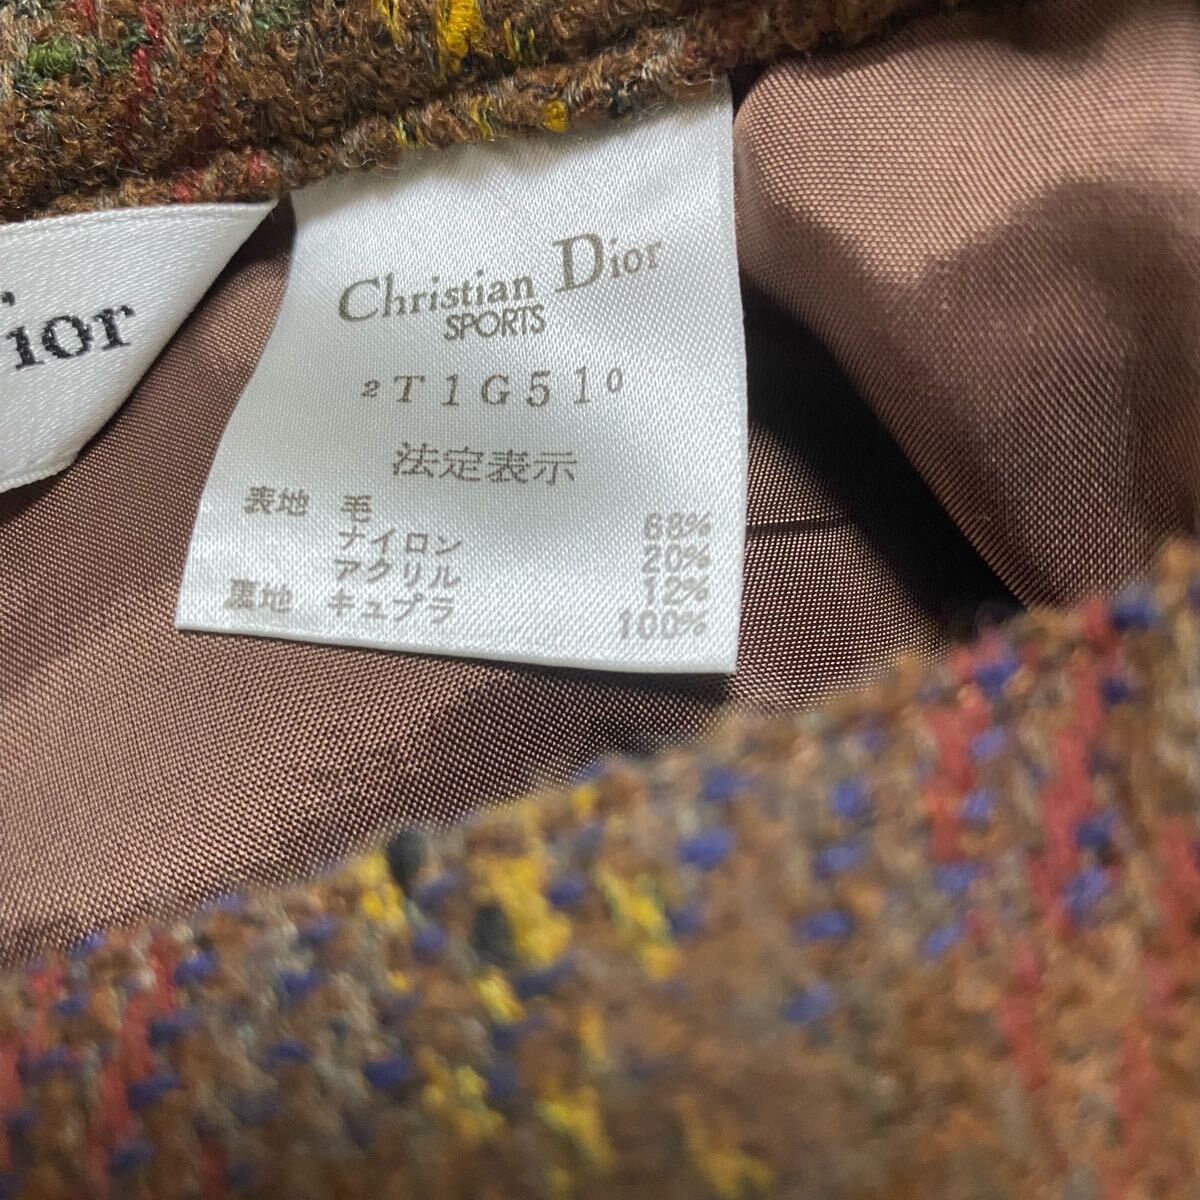 ior
Christian Dior
SPORTS
2T1G510
法定表示
表地 毛 68%
ナイロン 20%
アクリル 12%
裏地 キュプラ 100%